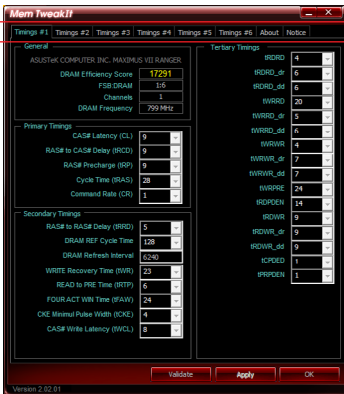 Mem TweakIt
Timings #1 Timings #2 Timings #3 Timings #4 Timings #5 Timings #6 About Notice
General
ASUSTeK COMPUTER INC. MAXIMUS VII RANGER
DRAM Efficiency Score 17291
FSB:DRAM 1:6
Channels 1
DRAM Frequency 799 MHz
Primary Timings
CAS# Latency (CL) 9
RAS# to CAS# Delay (tRCD) 9
RAS# Precharge (tRP) 9
Cycle Time (tRAS) 28
Command Rate (CR) 1
Secondary Timings
RAS# to RAS# Delay (tRRD) 5
DRAM REF Cycle Time 128
DRAM Refresh Interval 6240
WRITE Recovery Time (tWR) 23
READ to PRE Time (tRTP) 6
FOUR ACT WIN Time (tFAW) 24
CKE Minimul Pulse Width (tCKE) 4
CAS# Write Latency (tWCL) 8
Tertiary Timings
tRDRD 4
tRDRD_dr 6
tRDRD_dd 6
tWRRD 20
tWRRD_dr 5
tWRRD_dd 6
tWRWR 4
tWRWR_dr 7
tWRWR_dd 7
tWRPRE 24
tRDPDEN 14
tRDWR 9
tRDWR_dr 9
tRDWR_dd 9
tCPDED 1
tPRPDEN 1
Validate Apply OK
Version 2.02.01